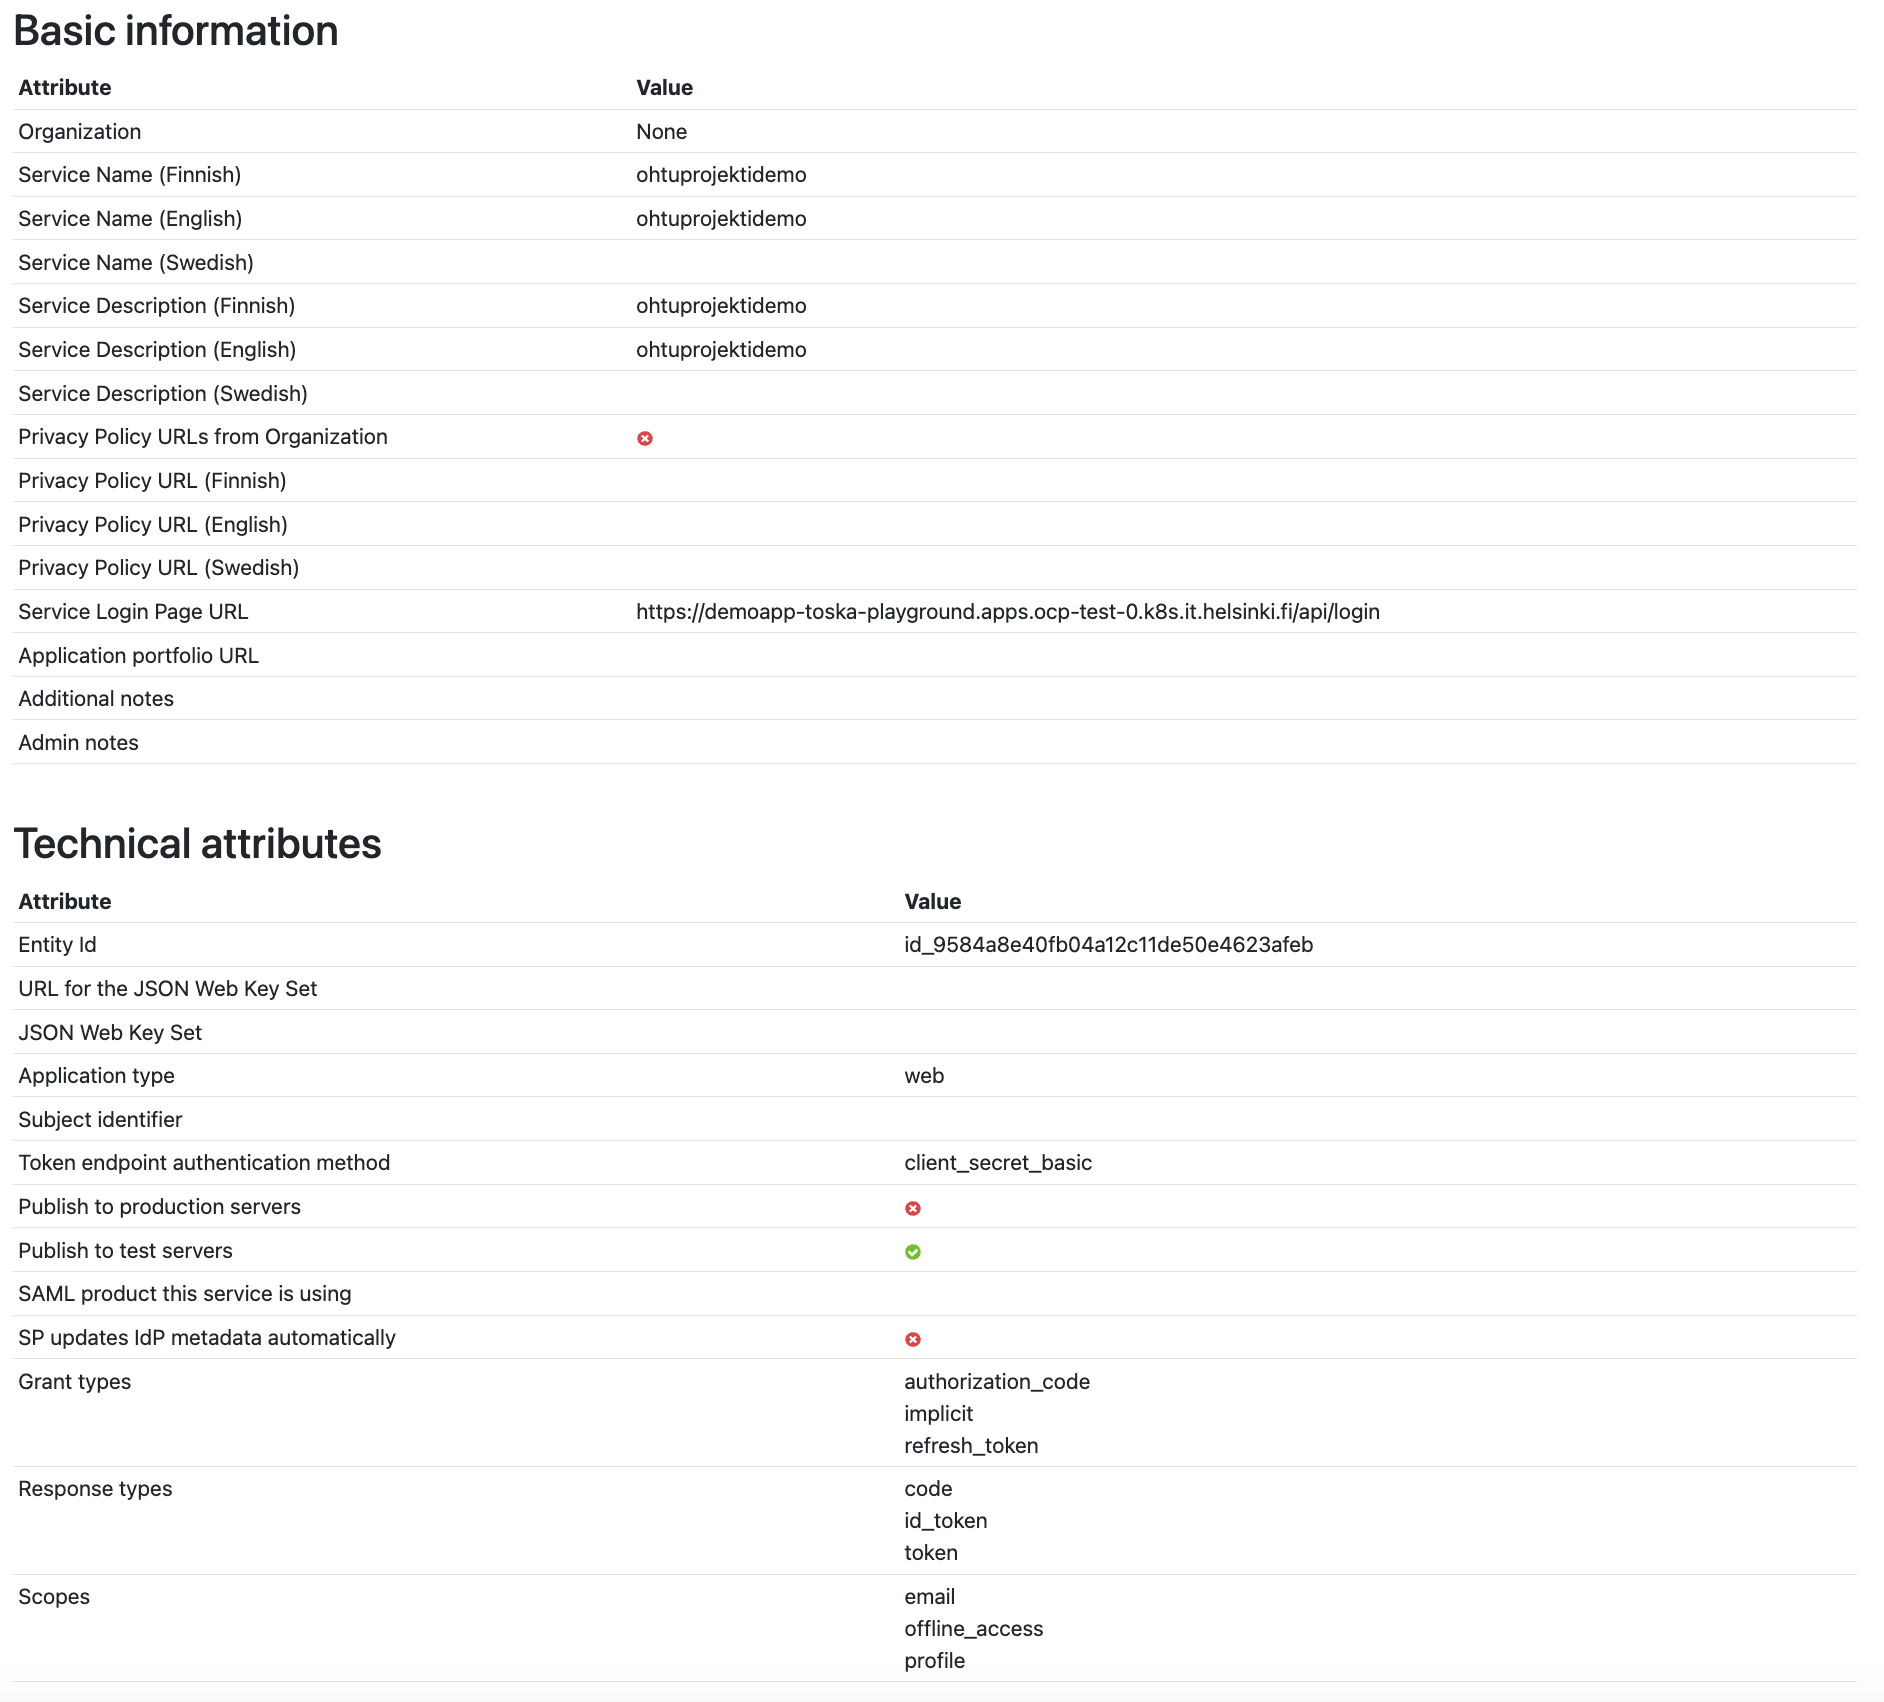 Basic information
Attribute Value
Organization None
Service Name (Finnish) ohtuprojektidemo
Service Name (English) ohtuprojektidemo
Service Name (Swedish)
Service Description (Finnish) ohtuprojektidemo
Service Description (English) ohtuprojektidemo
Service Description (Swedish)
Privacy Policy URLs from Organization
Privacy Policy URL (Finnish)
Privacy Policy URL (English)
Privacy Policy URL (Swedish)
Service Login Page URL https://demoapp-toska-playground.apps.ocp-test-0.k8s.it.helsinki.fi/api/login
Application portfolio URL
Additional notes
Admin notes
Technical attributes
Attribute Value
Entity Id id_9584a8e40fb04a12c11de50e4623afeb
URL for the JSON Web Key Set
JSON Web Key Set
Application type web
Subject identifier
Token endpoint authentication method client_secret_basic
Publish to production servers
Publish to test servers
SAML product this service is using
SP updates IdP metadata automatically
Grant types authorization_code
implicit
refresh_token
Response types code
id_token
token
Scopes email
offline_access
profile